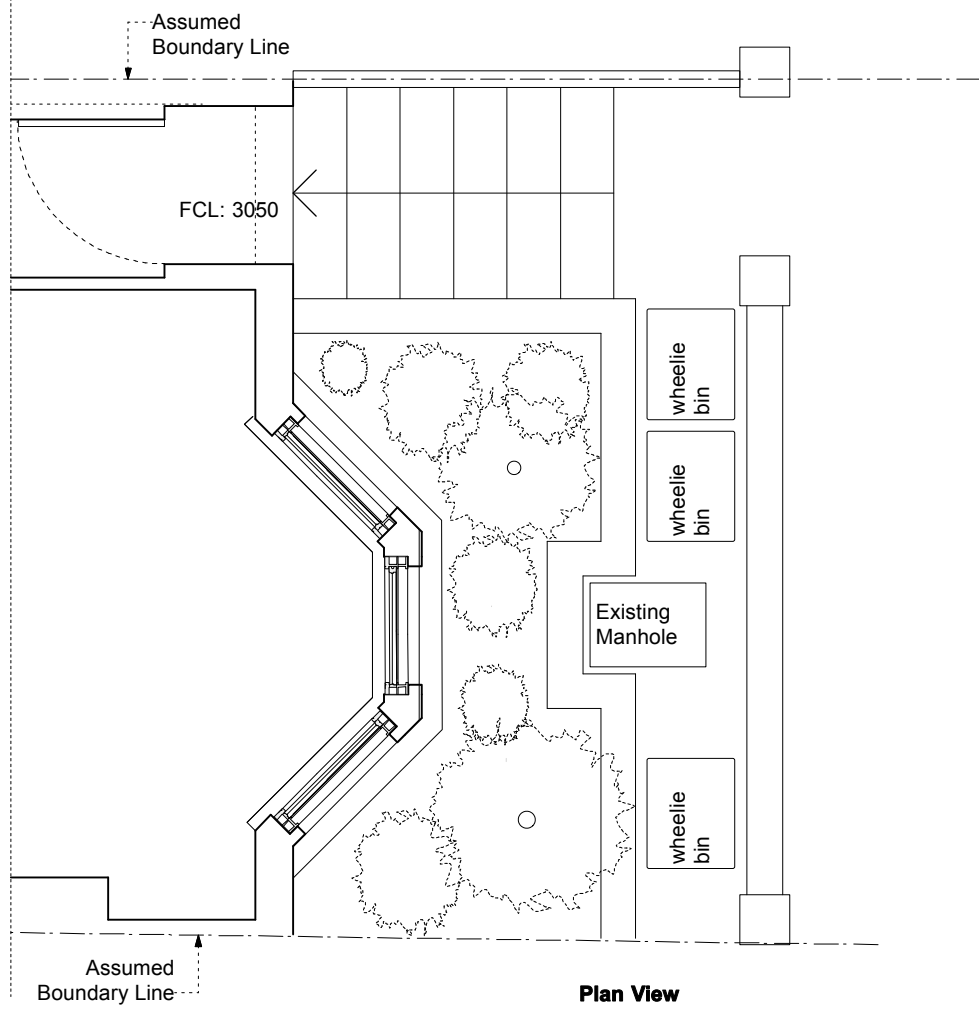 Assumed
Boundary Line
FCL: 3050
wheelie
bin
wheelie
bin
Existing
Manhole
wheelie
bin
Assumed
Boundary Line
Plan View